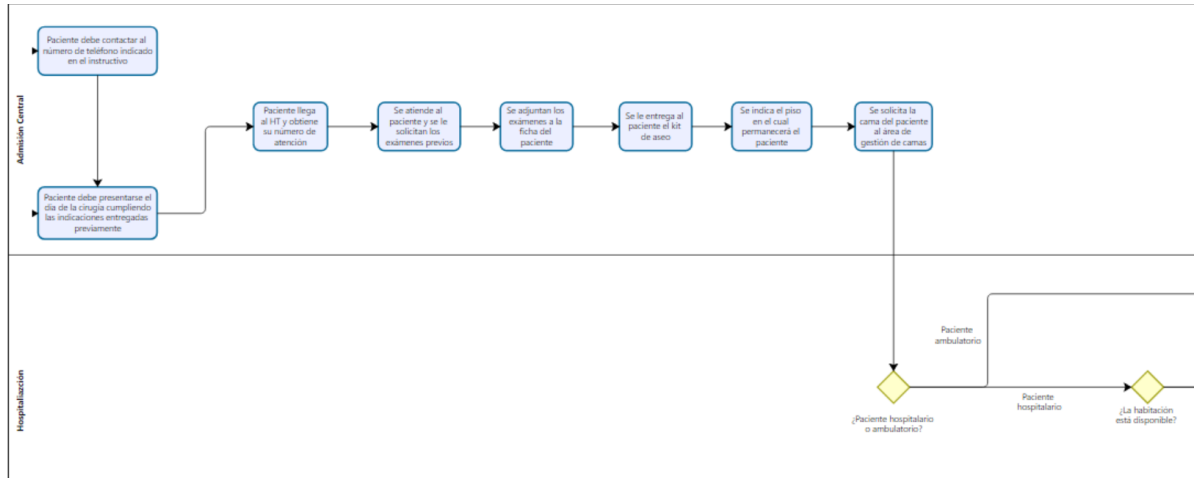 Admisión Central
Paciente debe contactar al
número de teléfono indicado
en el instructivo
Paciente debe presentarse el
día de la cirugía cumpliendo
las indicaciones entregadas
previamente
Paciente llega
al HT y obtiene
su número de
atención
Se atiende al
paciente y se le
solicitan los
exámenes previos
Se adjuntan los
exámenes a la
ficha del
paciente
Se le entrega al
paciente el kit
de aseo
Se indica el piso
en el cual
permanecerá el
paciente
Se solicita la
cama del paciente
al área de
gestión de camas
Hospitaliazción
¿Paciente hospitalario
o ambulatorio?
Paciente
ambulatorio
Paciente
hospitalario
¿La habitación
está disponible?